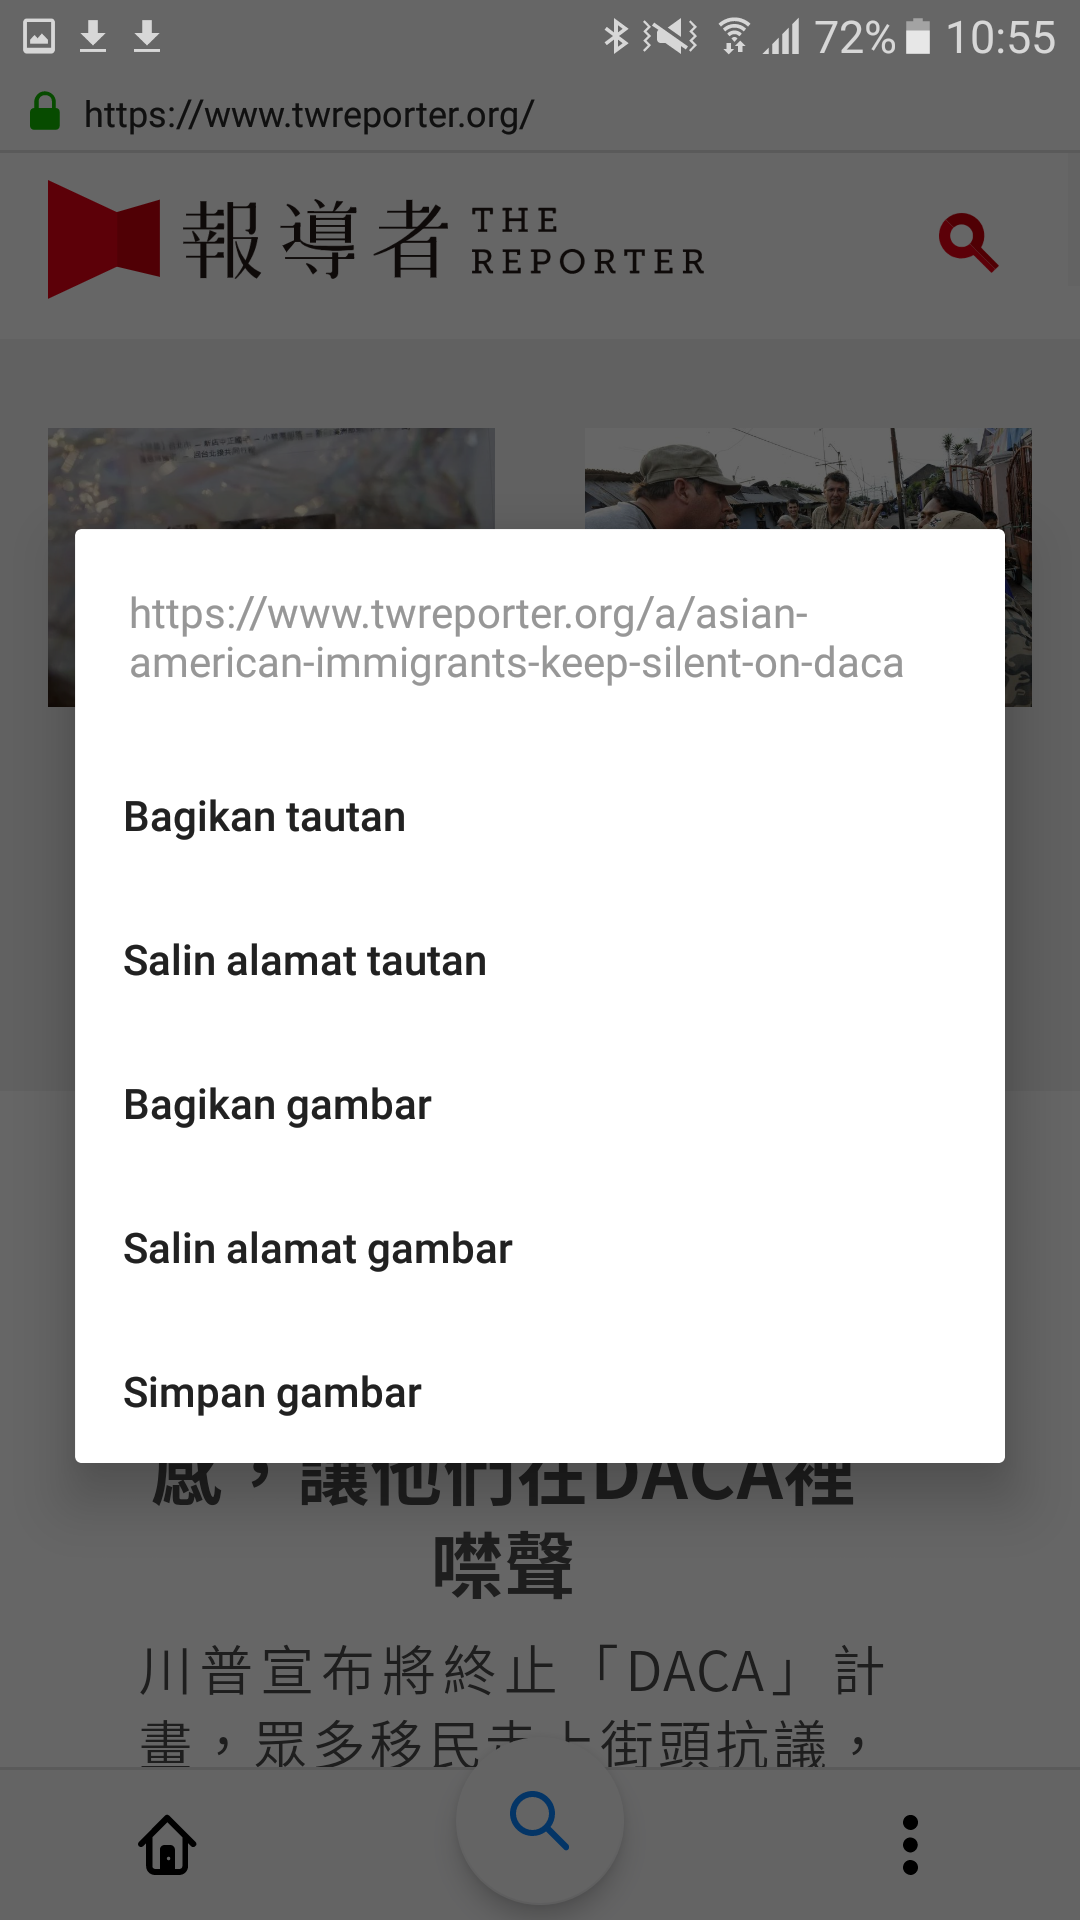 72% 10:55
https://www.twreporter.org/
報導者 THE
REPORTER
https://www.twreporter.org/a/asian-
american-immigrants-keep-silent-on-daca
Bagikan tautan
Salin alamat tautan
Bagikan gambar
Salin alamat gambar
Simpan gambar
感，讓他們在DACA裡
噤聲
川普宣布將終止「DACA」計
畫，眾多移民走上街頭抗議，